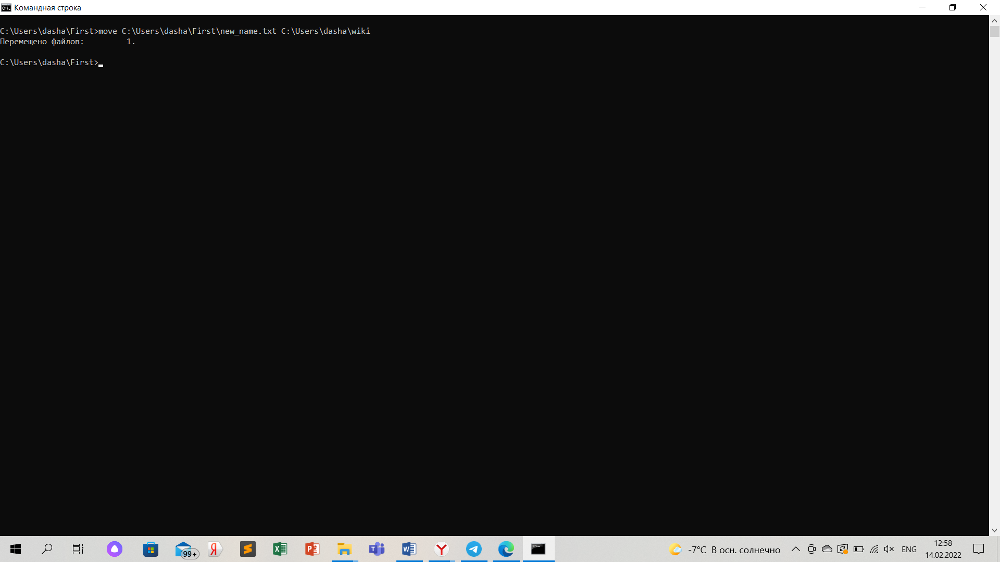 Командная строка
C:\Users\dasha\First>move C:\Users\dasha\First\new_name.txt C:\Users\dasha\wiki
Перемещено файлов:         1.
C:\Users\dasha\First>
99+
-7°C В осн. солнечно
ENG
12:58
14.02.2022